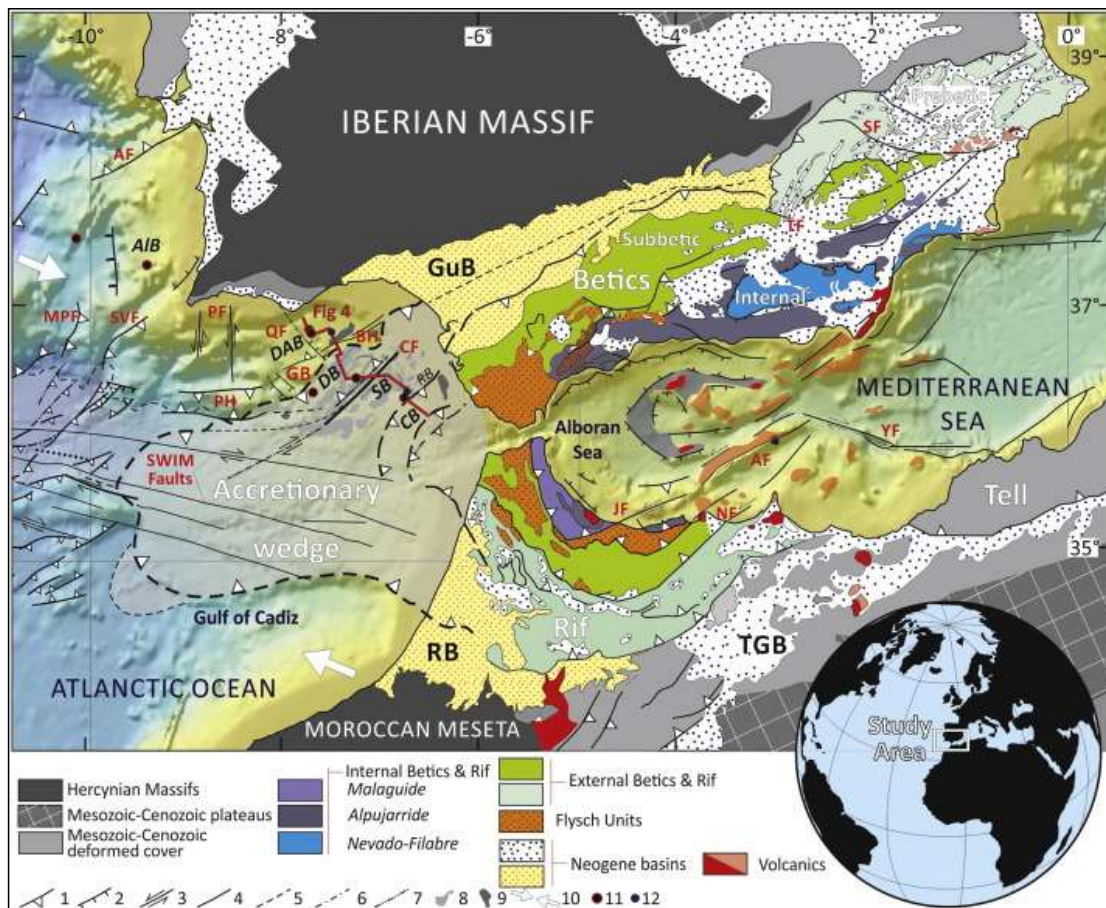 -10° -8° -6° -4° -2° 0°
39°
IBERIAN MASSIF
Prebetic
SF
AF
AlB
GuB
Subbetic
Betics
TF
Internal
37°
MPF SVF PF
QF Fig 4
DAB BH CF
GB DB SB RB
PH CB
MEDITERRANEAN
SEA
Alboran
Sea
YF
AF
SWIM
Faults
Accretionary
wedge
JF NF
Tell
35°
Gulf of Cadiz
Rif
RB TGB
ATLANCTIC OCEAN
MOROCCAN MESETA
Study
Area
Hercynian Massifs
Mesozoic-Cenozoic plateaus
Mesozoic-Cenozoic
deformed cover
Internal Betics & Rif
Malaguide
Alpujarride
Nevado-Filabre
External Betics & Rif
Flysch Units
Neogene basins
Volcanics
1 2 3 4 5 6 7 8 9 10 11 12